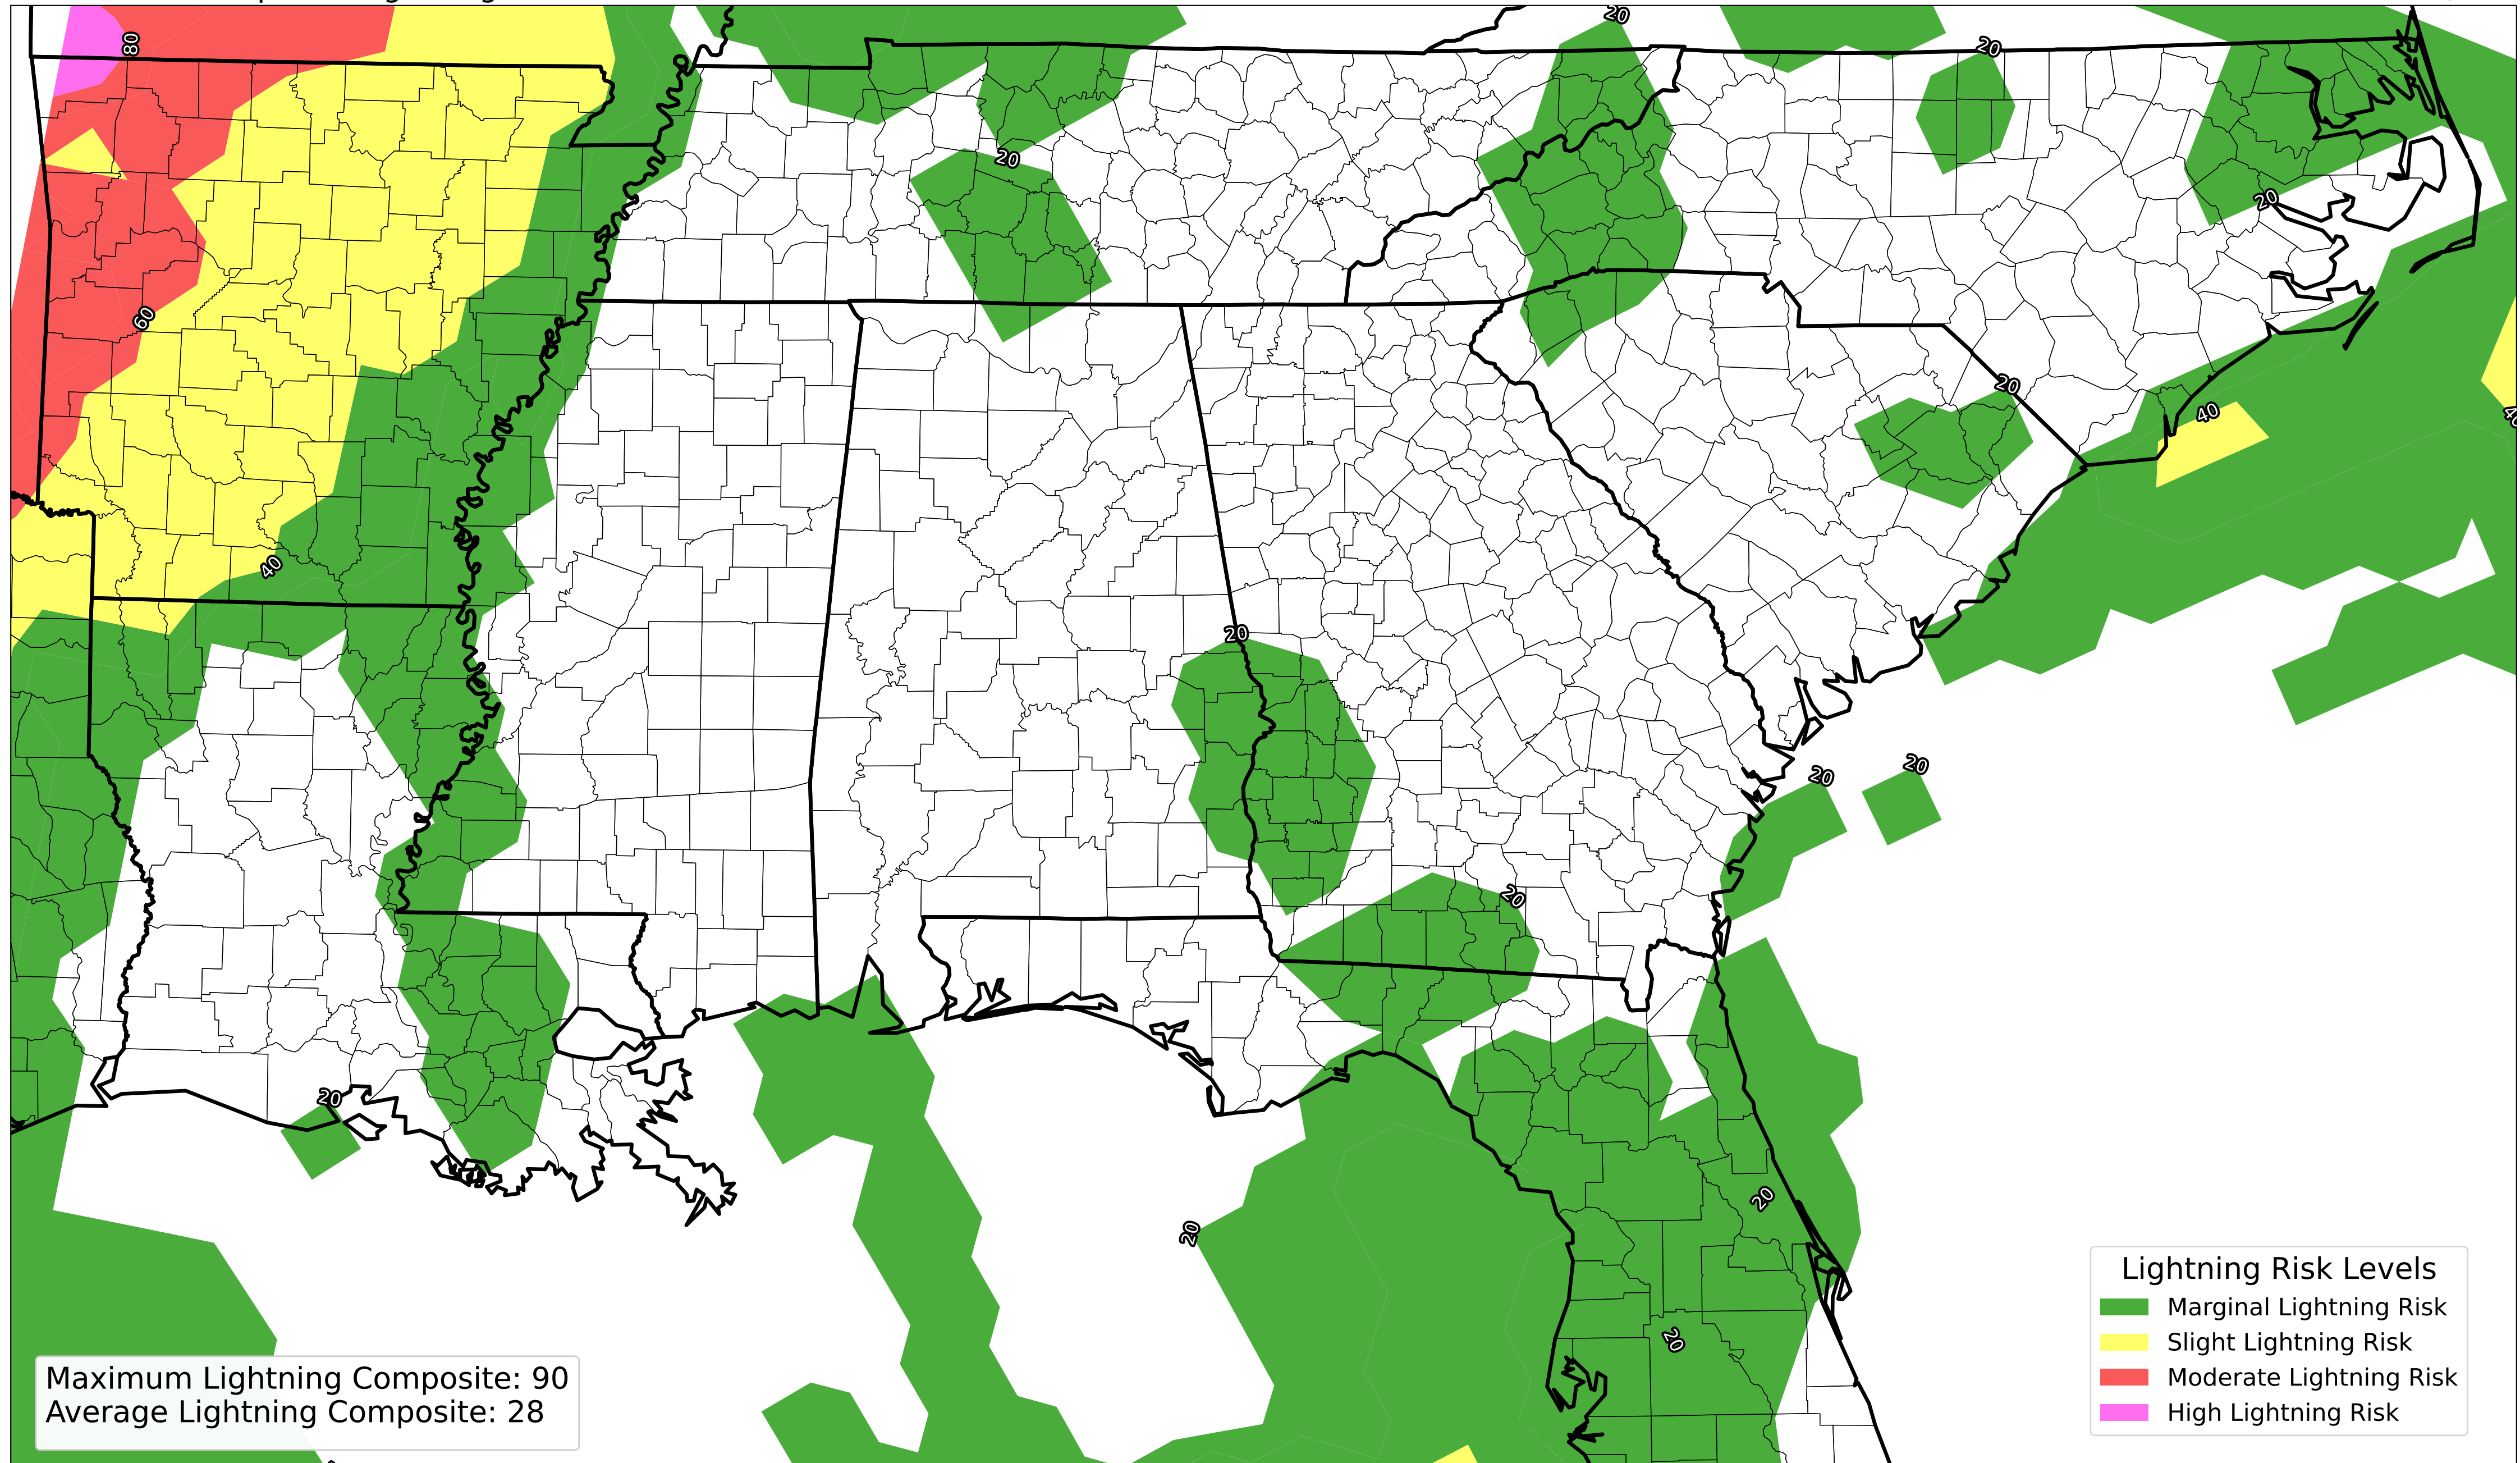 20
80
20
20
20
60
20
40
40
20
20
20
20
20
20
20
20
Lightning Risk Levels
Marginal Lightning Risk
Slight Lightning Risk
Moderate Lightning Risk
High Lightning Risk
Maximum Lightning Composite: 90
Average Lightning Composite: 28